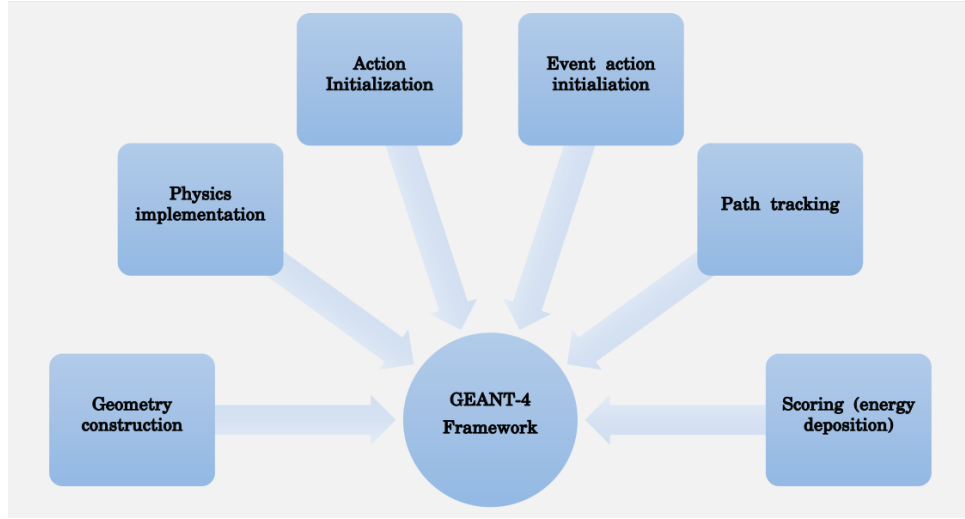 Action
Initialization
Event action
initialiation
Physics
implementation
Path tracking
Geometry
construction
GEANT-4
Framework
Scoring (energy
deposition)